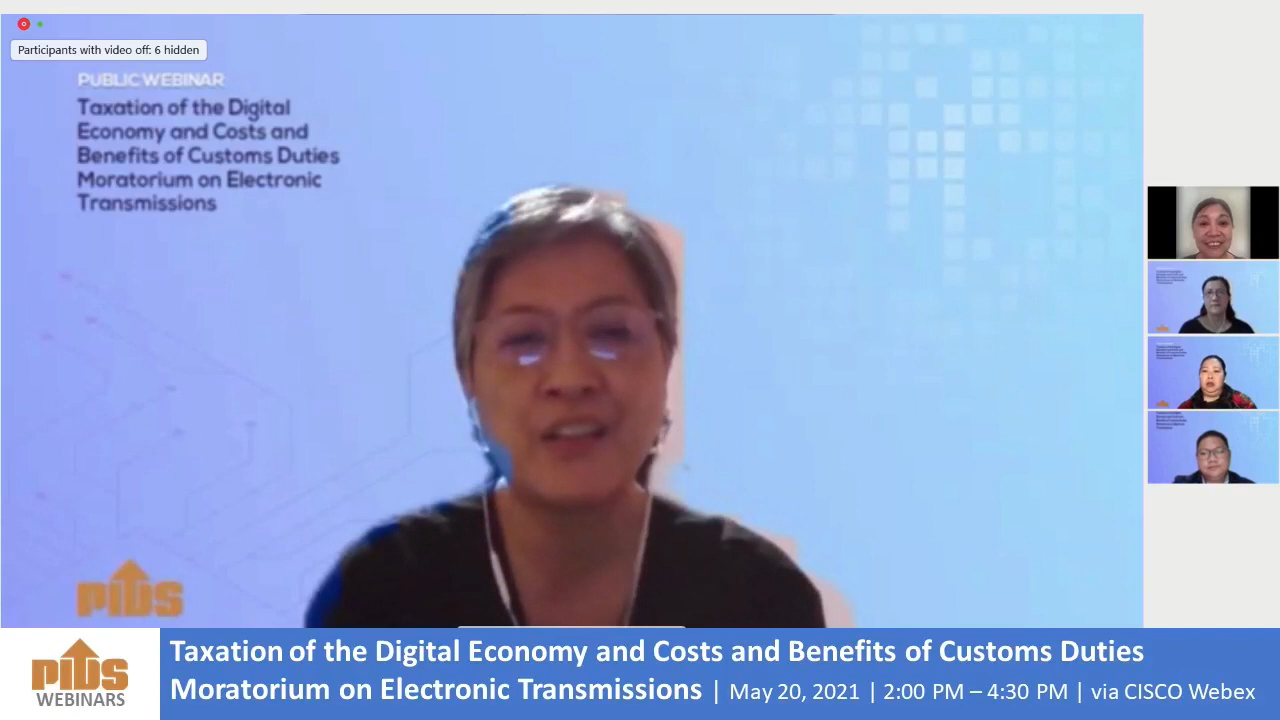 Participants with video off: 6 hidden
PUBLIC WEBINAR
Taxation of the Digital
Economy and Costs and
Benefits of Customs Duties
Moratorium on Electronic
Transmissions
PIDS
PIDS
WEBINARS
Taxation of the Digital Economy and Costs and Benefits of Customs Duties
Moratorium on Electronic Transmissions | May 20, 2021 | 2:00 PM – 4:30 PM | via CISCO Webex